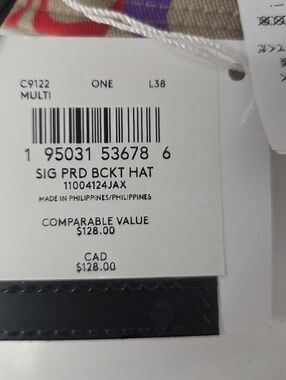 C9122 ONE L38
MULTI
1 95031 53678 6
SIG PRD BCKT HAT
11004124JAX
MADE IN PHILIPPINES/PHILIPPINES
COMPARABLE VALUE
$128.00
CAD
$128.00